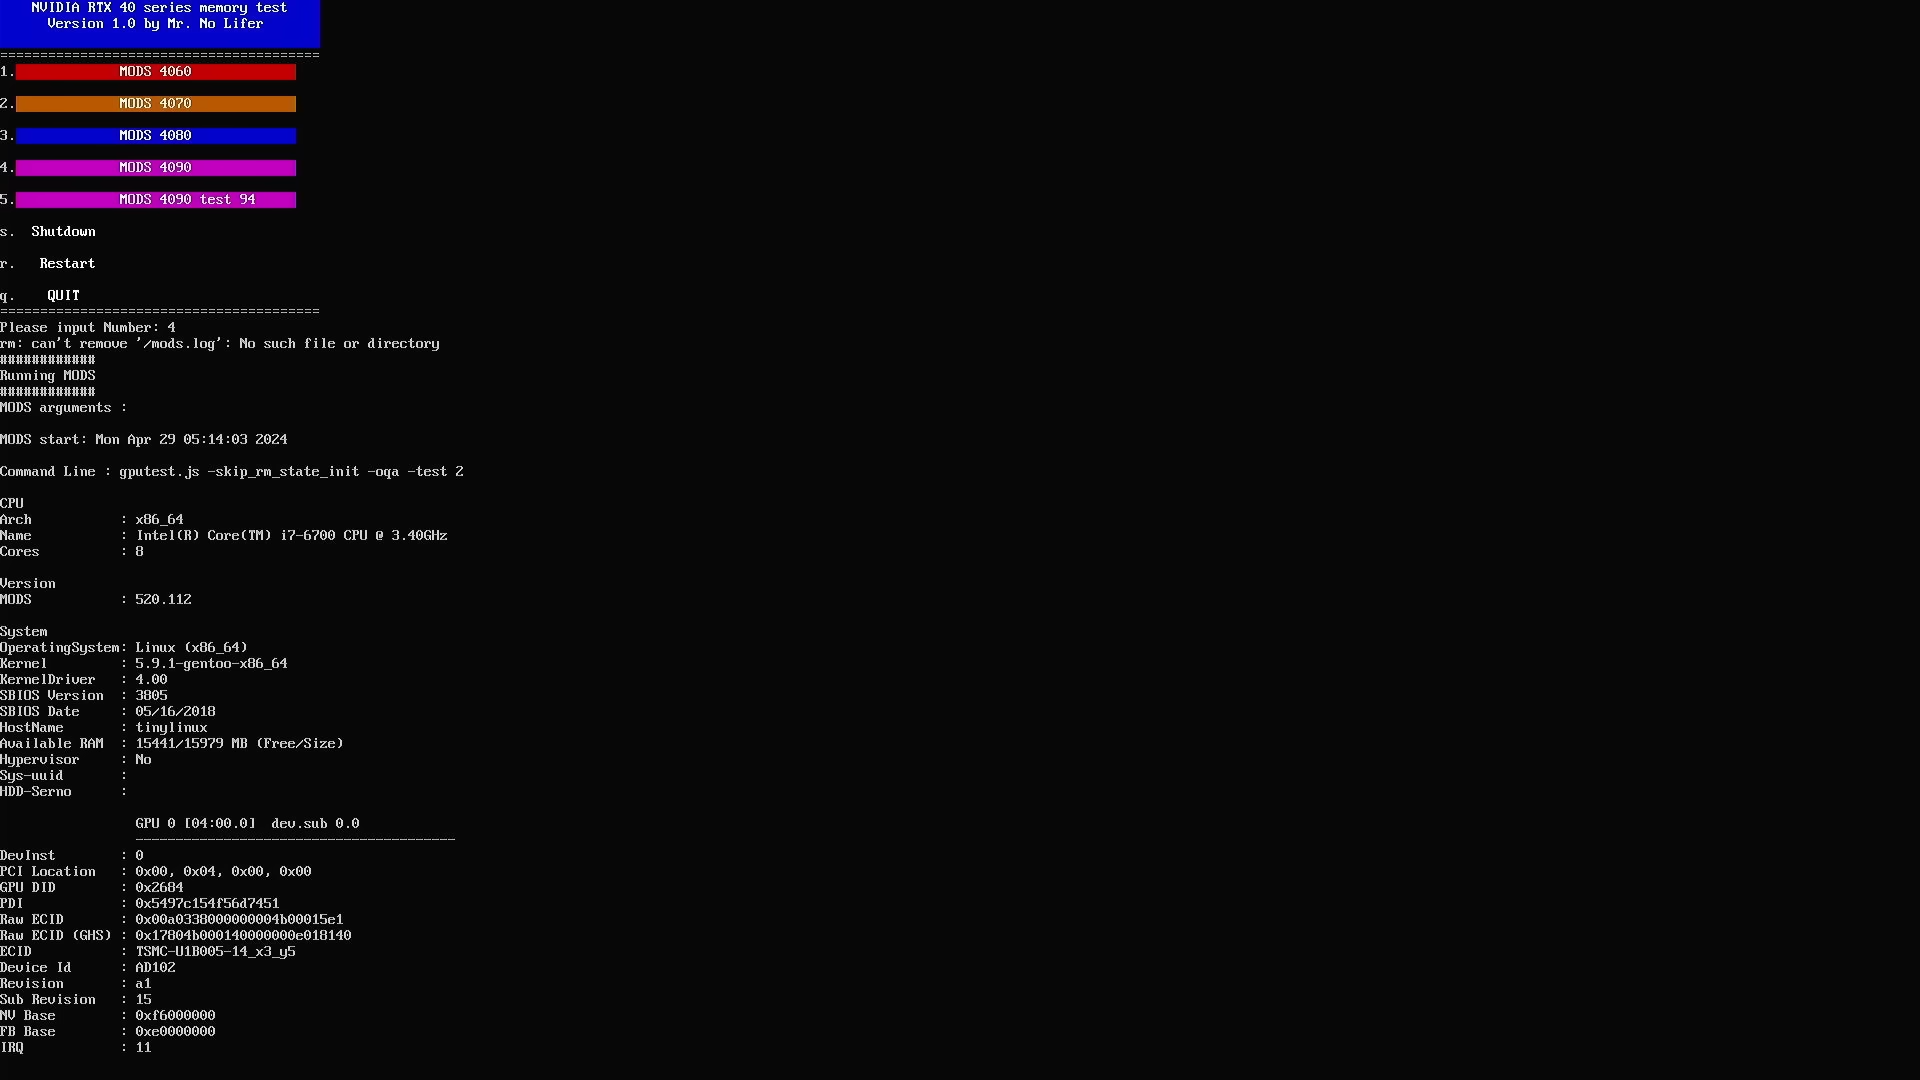 NVIDIA RTX 40 series memory test
Version 1.0 by Mr. No Lifer
========================================
1. MODS 4060
2. MODS 4070
3. MODS 4080
4. MODS 4090
5. MODS 4090 test 94
s. Shutdown
r. Restart
q. QUIT
========================================
Please input Number: 4
rm: can't remove '/mods.log': No such file or directory
############
Running MODS
############
MODS arguments :
MODS start: Mon Apr 29 05:14:03 2024
Command Line : gputest.js -skip_rm_state_init -oqa -test 2
CPU
Arch : x86_64
Name : Intel(R) Core(TM) i7-6700 CPU @ 3.40GHz
Cores : 8
Version
MODS : 520.112
System
OperatingSystem: Linux (x86_64)
Kernel : 5.9.1-gentoo-x86_64
KernelDriver : 4.00
SBIOS Version : 3805
SBIOS Date : 05/16/2018
HostName : tinylinux
Available RAM : 15441/15979 MB (Free/Size)
Hypervisor : No
Sys-uuid :
HDD-Serno :
GPU 0 [04:00.0] dev.sub 0.0
----------------------------------------
DevInst : 0
PCI Location : 0x00, 0x04, 0x00, 0x00
GPU DID : 0x2684
PDI : 0x5497c154f56d7451
Raw ECID : 0x00a0338000000004b00015e1
Raw ECID (GHS) : 0x17804b000140000000e018140
ECID : TSMC-U1B005-14_x3_y5
Device Id : AD102
Revision : a1
Sub Revision : 15
NV Base : 0xf6000000
FB Base : 0xe0000000
IRQ : 11